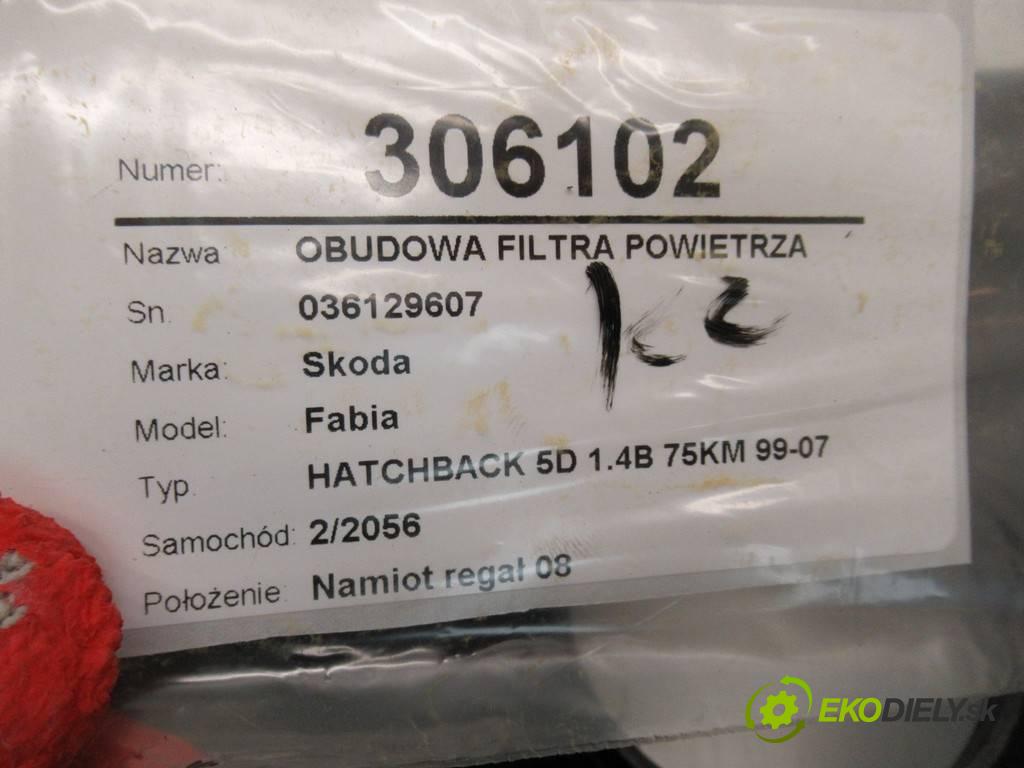 Numer: 306102
Nazwa OBUDOWA FILTRA POWIETRZA
Sn. 036129607
Marka: Skoda
Model: Fabia
Typ. HATCHBACK 5D 1.4B 75KM 99-07
Samochód: 2/2056
Położenie: Namiot regał 08
EKODIELY.sk